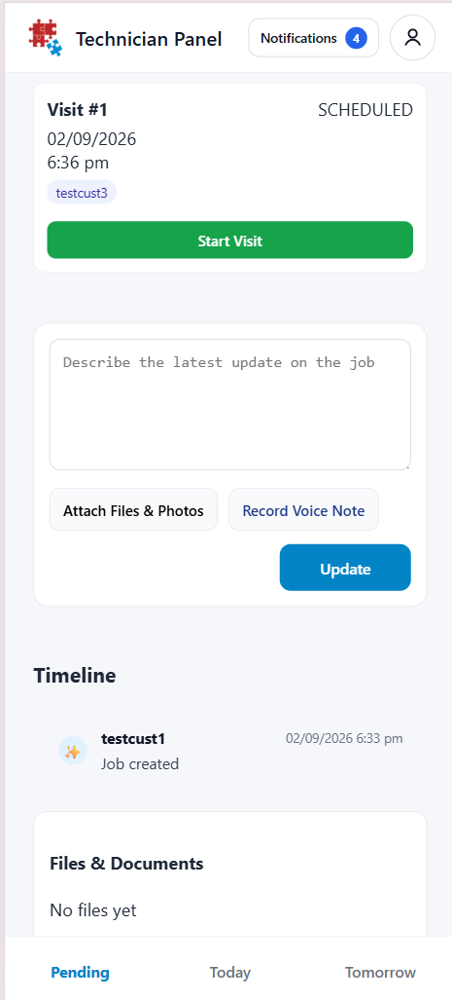 Technician Panel
Notifications 4
Visit #1
SCHEDULED
02/09/2026
6:36 pm
testcust3
Start Visit
Describe the latest update on the job
Attach Files & Photos
Record Voice Note
Update
Timeline
testcust1
02/09/2026 6:33 pm
Job created
Files & Documents
No files yet
Pending
Today
Tomorrow